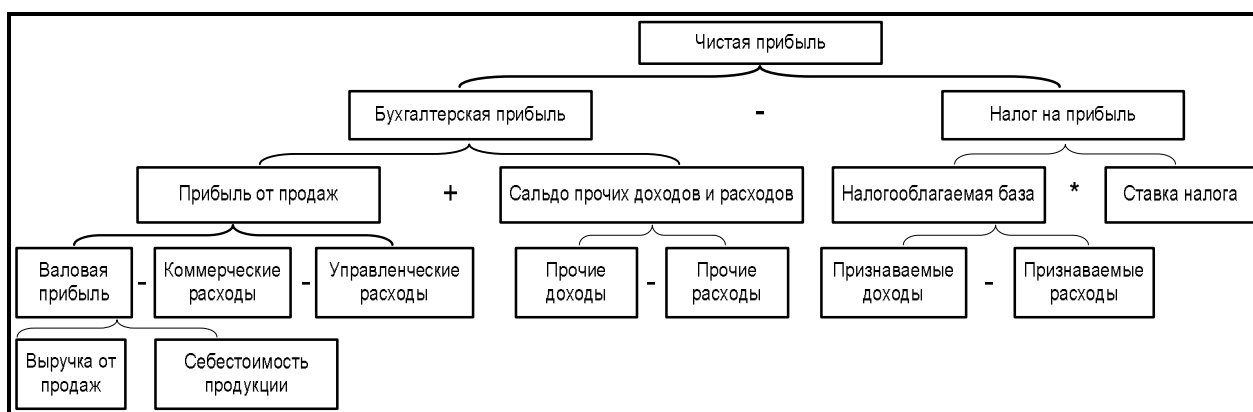 Чистая прибыль
Бухгалтерская прибыль
-
Налог на прибыль
Прибыль от продаж
+
Сальдо прочих доходов и расходов
Налогооблагаемая база
*
Ставка налога
Валовая
прибыль
-
Коммерческие
расходы
-
Управленческие
расходы
Прочие
доходы
-
Прочие
расходы
Признаваемые
доходы
-
Признаваемые
расходы
Выручка от
продаж
Себестоимость
продукции